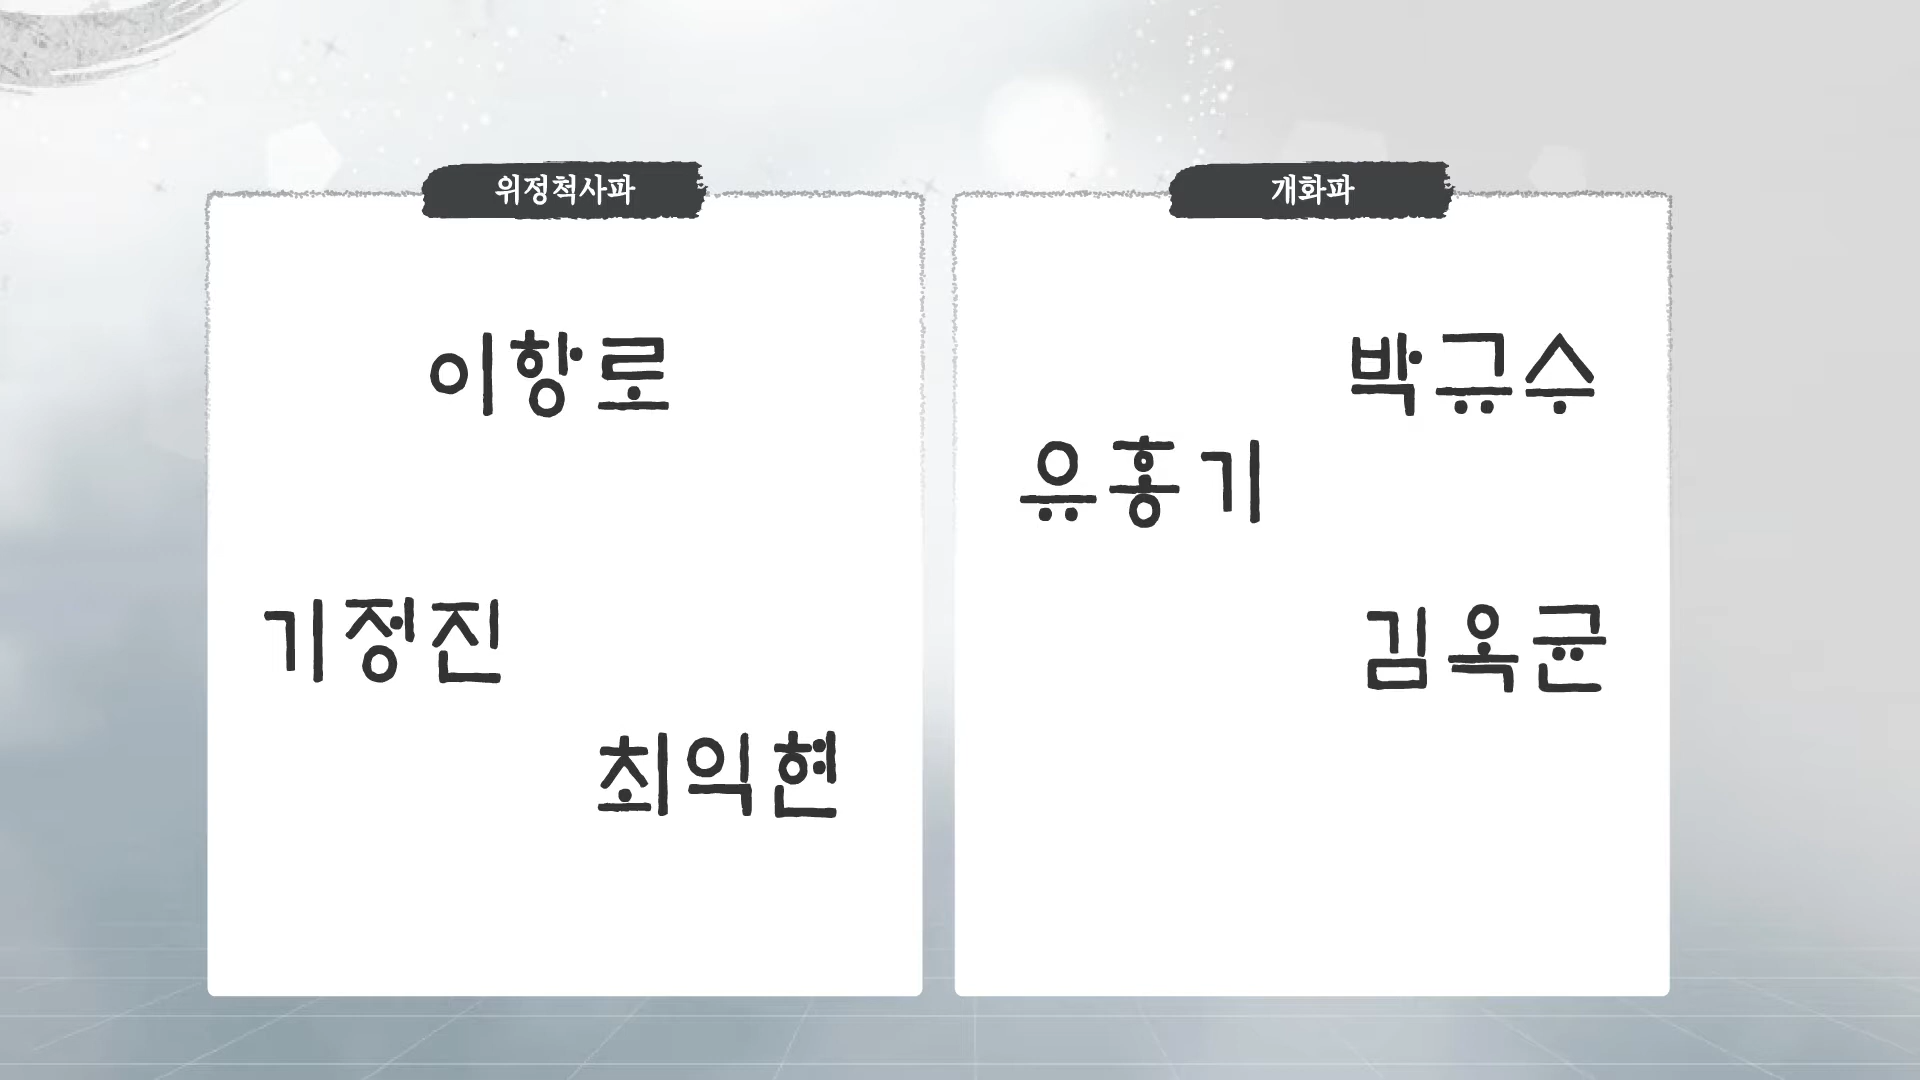 위정척사파
이항로
기정진
최익현
개화파
박규수
유홍기
김옥균